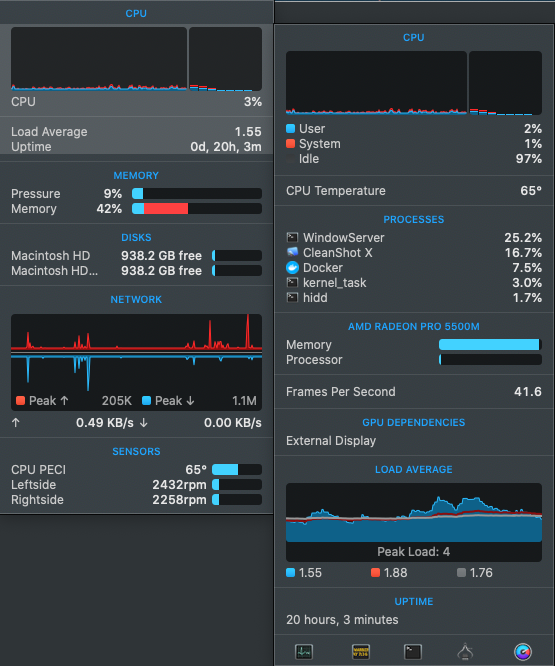 CPU
CPU 3%
Load Average 1.55
Uptime 0d, 20h, 3m
MEMORY
Pressure 9%
Memory 42%
DISKS
Macintosh HD 938.2 GB free
Macintosh HD... 938.2 GB free
NETWORK
Peak ↑ 205K Peak ↓ 1.1M
↑ 0.49 KB/s ↓ 0.00 KB/s
SENSORS
CPU PECI 65°
Leftside 2432rpm
Rightside 2258rpm
CPU
User 2%
System 1%
Idle 97%
CPU Temperature 65°
PROCESSES
WindowServer 25.2%
CleanShot X 16.7%
Docker 7.5%
kernel_task 3.0%
hidd 1.7%
AMD RADEON PRO 5500M
Memory
Processor
Frames Per Second 41.6
GPU DEPENDENCIES
External Display
LOAD AVERAGE
Peak Load: 4
1.55 1.88 1.76
UPTIME
20 hours, 3 minutes